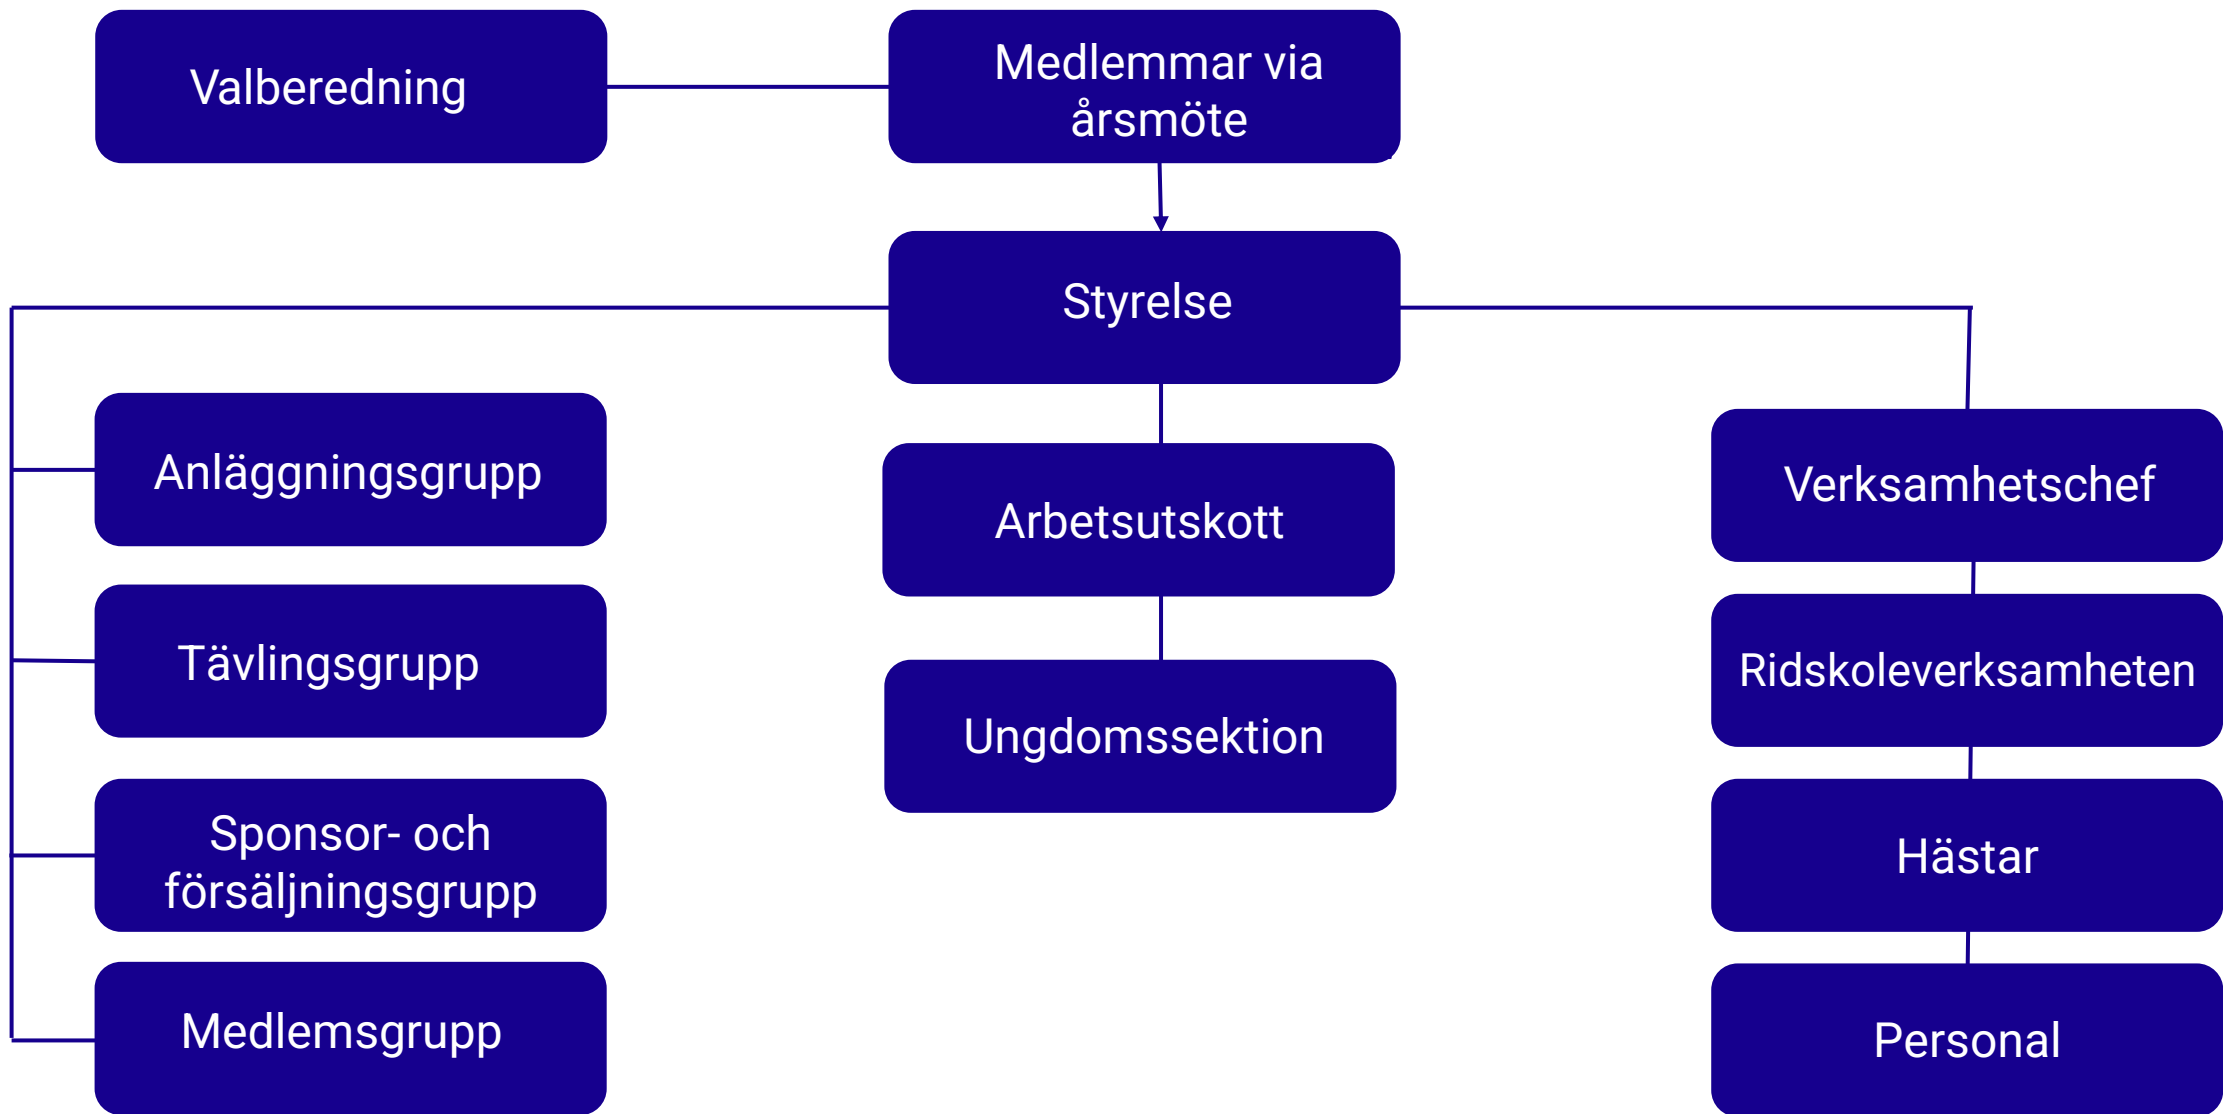 Valberedning
Medlemmar via
årsmöte
Styrelse
Anläggningsgrupp
Tävlingsgrupp
Sponsor- och
försäljningsgrupp
Medlemsgrupp
Arbetsutskott
Ungdomssektion
Verksamhetschef
Ridskoleverksamheten
Hästar
Personal